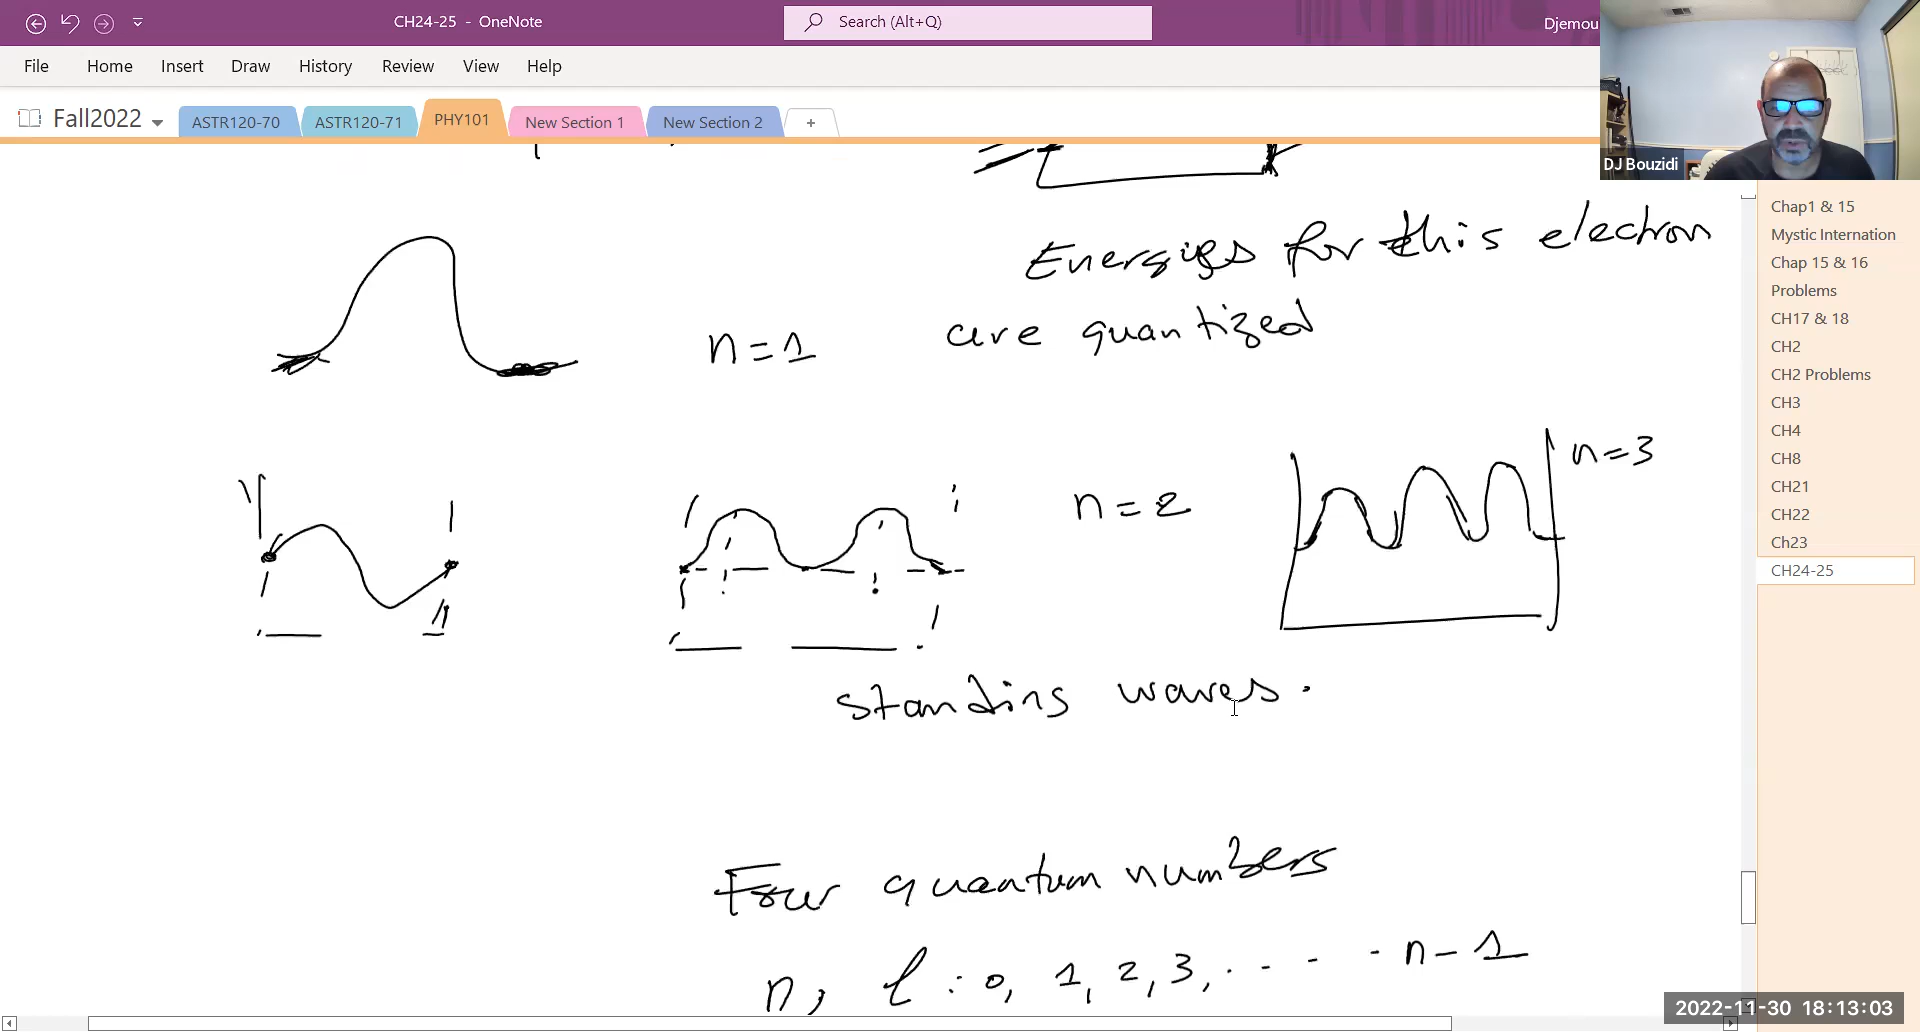 CH24-25 - OneNote
Search (Alt+Q)
Djemou
File Home Insert Draw History Review View Help
Fall2022
ASTR120-70
ASTR120-71
PHY101
New Section 1
New Section 2
+
DJ Bouzidi
Energies for this electron
are quantized
n=1
n=2
n=3
standing waves.
Four quantum numbers
n, l : 0, 1, 2, 3, . - - - - n-1
Chap1 & 15
Mystic Internation
Chap 15 & 16
Problems
CH17 & 18
CH2
CH2 Problems
CH3
CH4
CH8
CH21
CH22
Ch23
CH24-25
2022-11-30 18:13:03